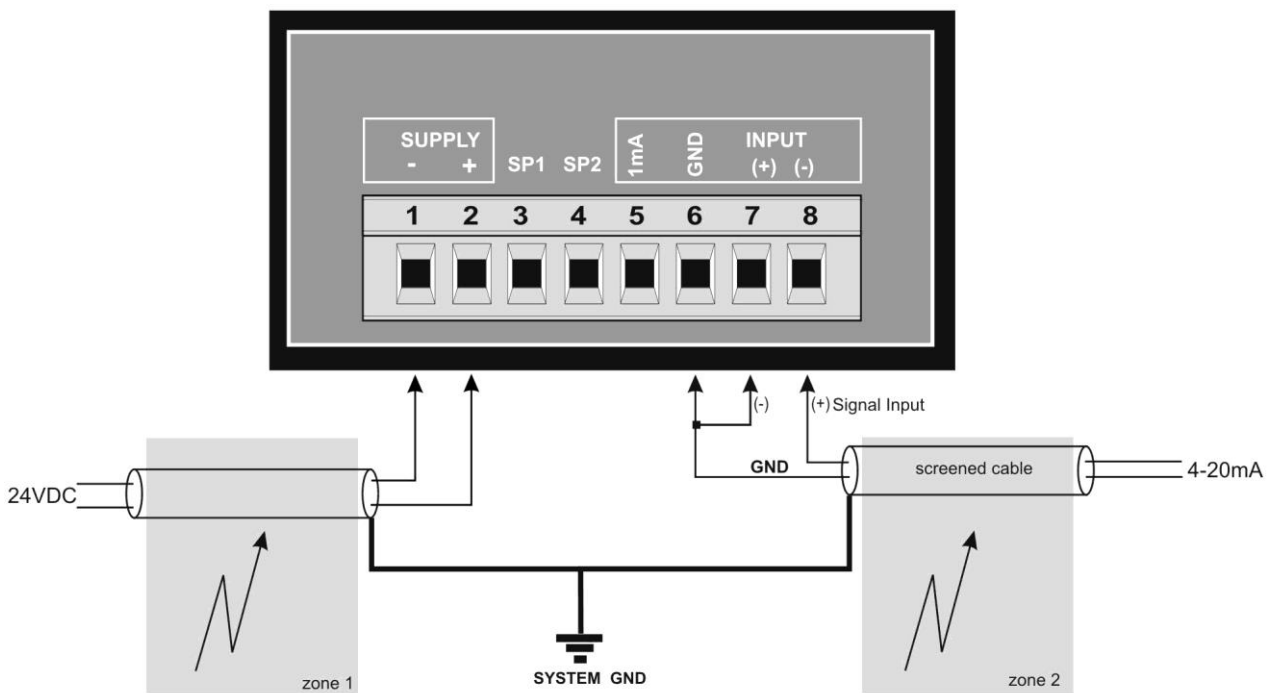 SUPPLY
- +
SP1 SP2
1mA
GND
INPUT
(+) (-)
1 2 3 4 5 6 7 8
(-)
(+) Signal Input
GND
screened cable
24VDC
4-20mA
SYSTEM GND
zone 1
zone 2